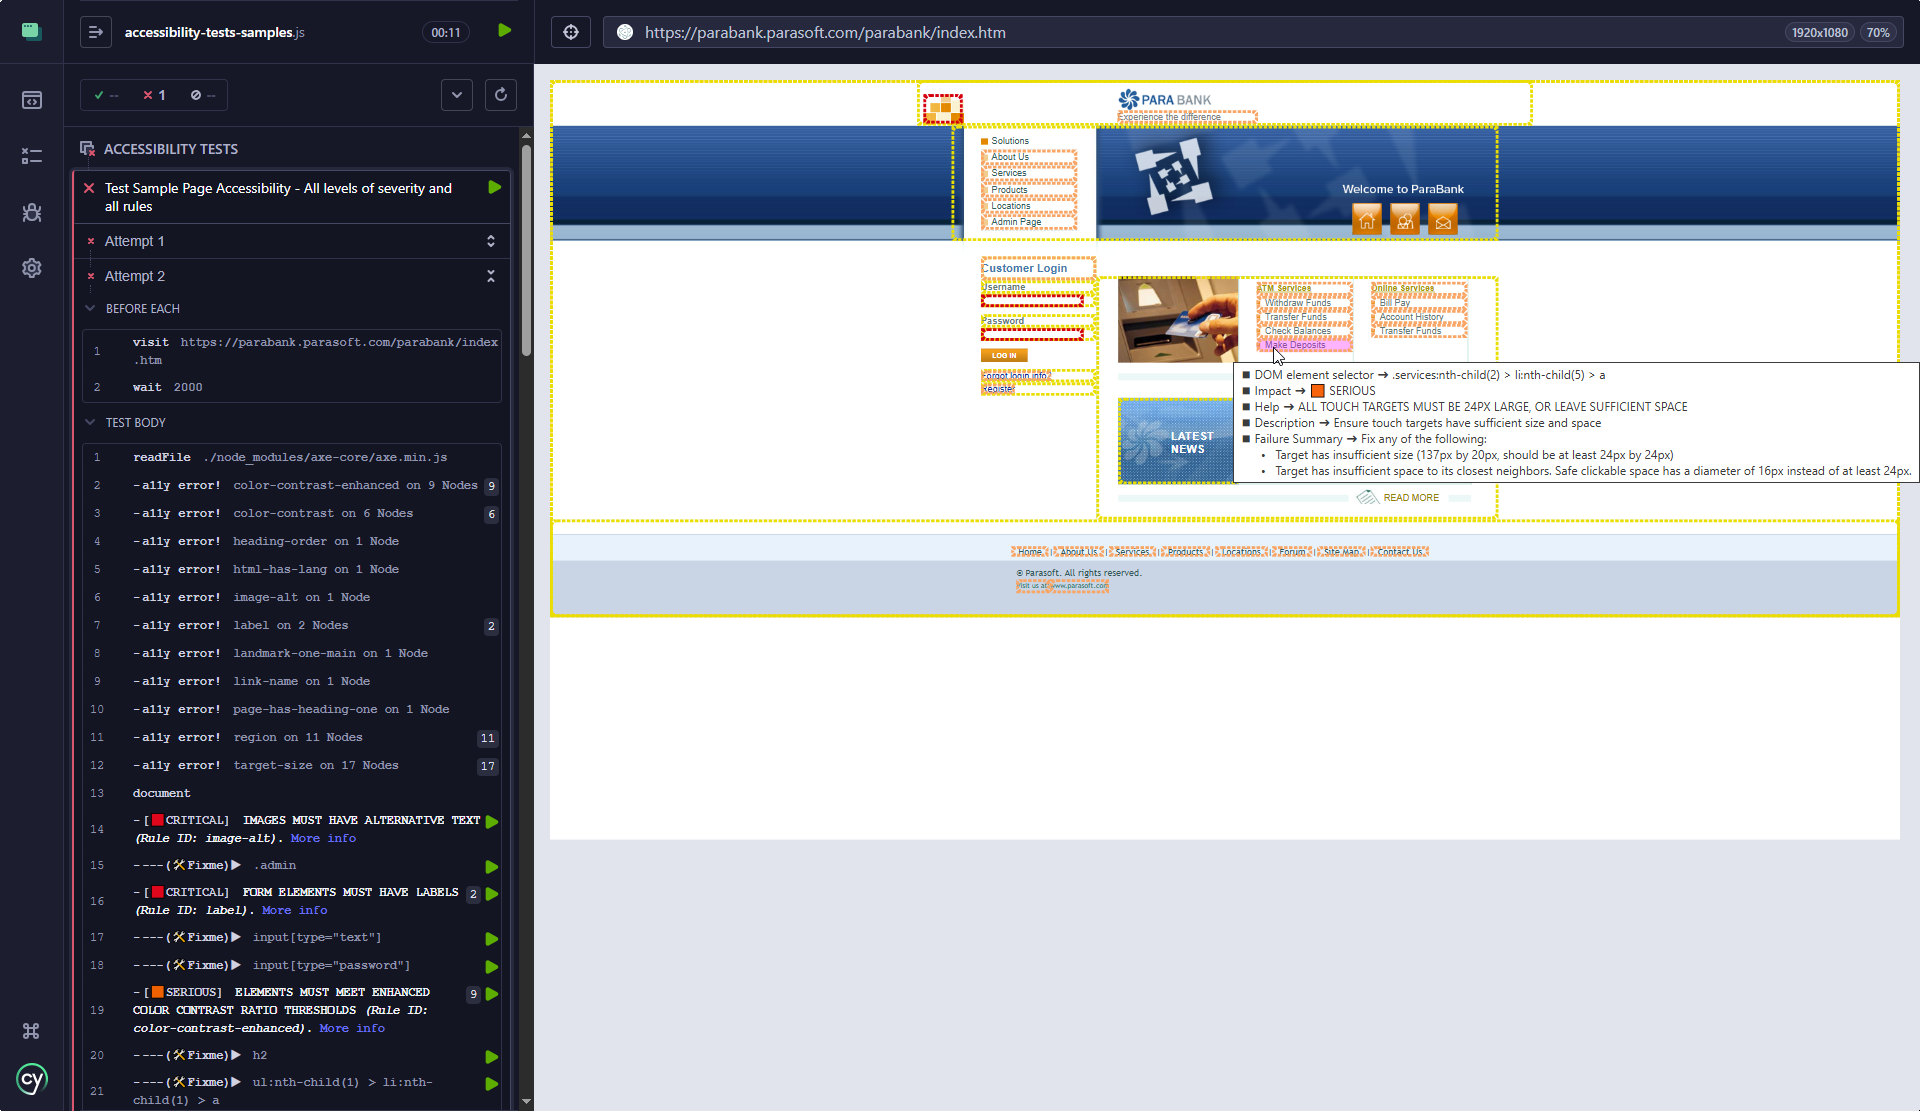 accessibility-tests-samples.js
00:11
--
1
--
ACCESSIBILITY TESTS
Test Sample Page Accessibility - All levels of severity and
all rules
Attempt 1
Attempt 2
BEFORE EACH
1 visit https://parabank.parasoft.com/parabank/index
.htm
2 wait 2000
TEST BODY
1 readFile ./node_modules/axe-core/axe.min.js
2 -a11y error! color-contrast-enhanced on 9 Nodes 9
3 -a11y error! color-contrast on 6 Nodes 6
4 -a11y error! heading-order on 1 Node
5 -a11y error! html-has-lang on 1 Node
6 -a11y error! image-alt on 1 Node
7 -a11y error! label on 2 Nodes 2
8 -a11y error! landmark-one-main on 1 Node
9 -a11y error! link-name on 1 Node
10 -a11y error! page-has-heading-one on 1 Node
11 -a11y error! region on 11 Nodes 11
12 -a11y error! target-size on 17 Nodes 17
13 document
14 -[CRITICAL] IMAGES MUST HAVE ALTERNATIVE TEXT
(Rule ID: image-alt). More info
15 ----(Fixme)▶ .admin
16 -[CRITICAL] FORM ELEMENTS MUST HAVE LABELS 2
(Rule ID: label). More info
17 ----(Fixme)▶ input[type="text"]
18 ----(Fixme)▶ input[type="password"]
19 -[SERIOUS] ELEMENTS MUST MEET ENHANCED 9
COLOR CONTRAST RATIO THRESHOLDS (Rule ID:
color-contrast-enhanced). More info
20 ----(Fixme)▶ h2
21 ----(Fixme)▶ ul:nth-child(1) > li:nth-
child(1) > a
cy
https://parabank.parasoft.com/parabank/index.htm
1920x1080
70%
PARA BANK
Experience the difference
Solutions
About Us
Services
Products
Locations
Admin Page
Welcome to ParaBank
Customer Login
Username
Password
LOG IN
Forgot login info?
Register
ATM Services
Withdraw Funds
Transfer Funds
Check Balances
Make Deposits
Online Services
Bill Pay
Account History
Transfer Funds
■ DOM element selector → .services:nth-child(2) > li:nth-child(5) > a
■ Impact → SERIOUS
■ Help → ALL TOUCH TARGETS MUST BE 24PX LARGE, OR LEAVE SUFFICIENT SPACE
■ Description → Ensure touch targets have sufficient size and space
■ Failure Summary → Fix any of the following:
• Target has insufficient size (137px by 20px, should be at least 24px by 24px)
• Target has insufficient space to its closest neighbors. Safe clickable space has a diameter of 16px instead of at least 24px.
LATEST
NEWS
READ MORE
Home | About Us | Services | Products | Locations | Forum | Site Map | Contact Us
© Parasoft. All rights reserved.
Visit us at www.parasoft.com